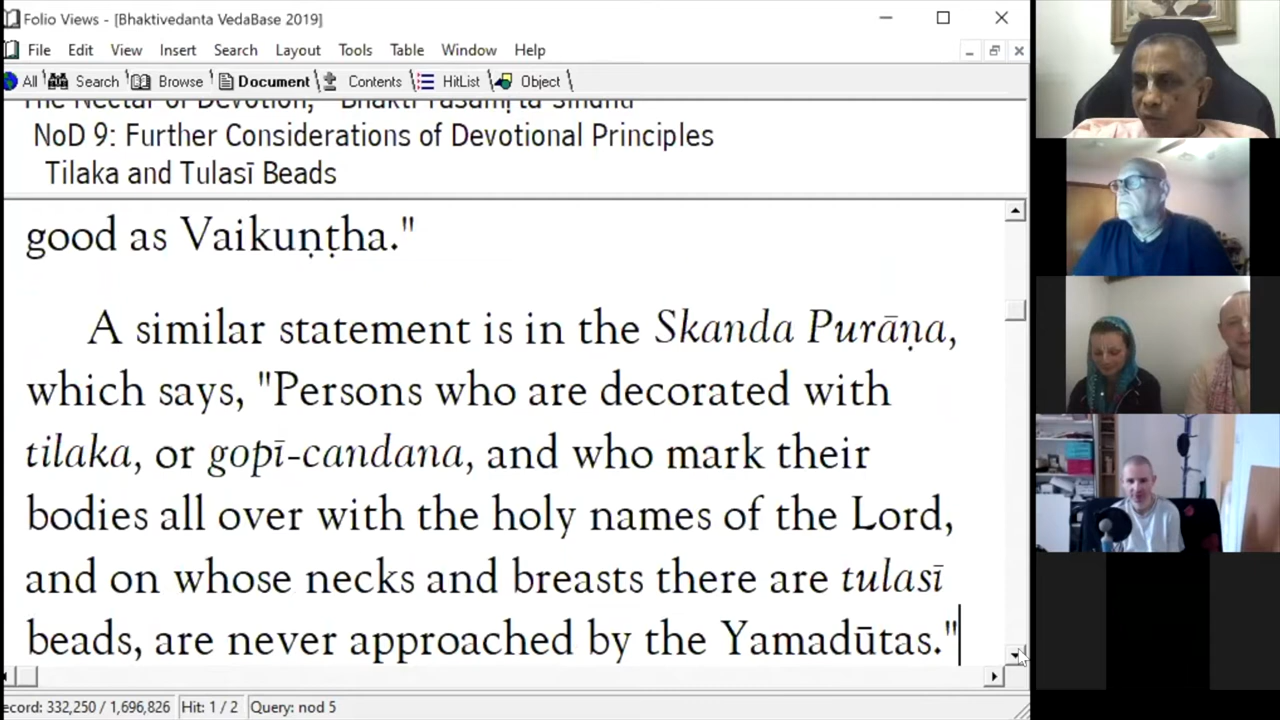 Folio Views - [Bhaktivedanta VedaBase 2019]
File Edit View Insert Search Layout Tools Table Window Help
All Search Browse Document Contents HitList Object
The Nectar of Devotion,
NoD 9: Further Considerations of Devotional Principles
Tilaka and Tulasī Beads
good as Vaikuṇṭha."
A similar statement is in the Skanda Purāṇa,
which says, "Persons who are decorated with
tilaka, or gopī-candana, and who mark their
bodies all over with the holy names of the Lord,
and on whose necks and breasts there are tulasī
beads, are never approached by the Yamadūtas."
ecord: 332,250 / 1,696,826 Hit: 1 / 2 Query: nod 5